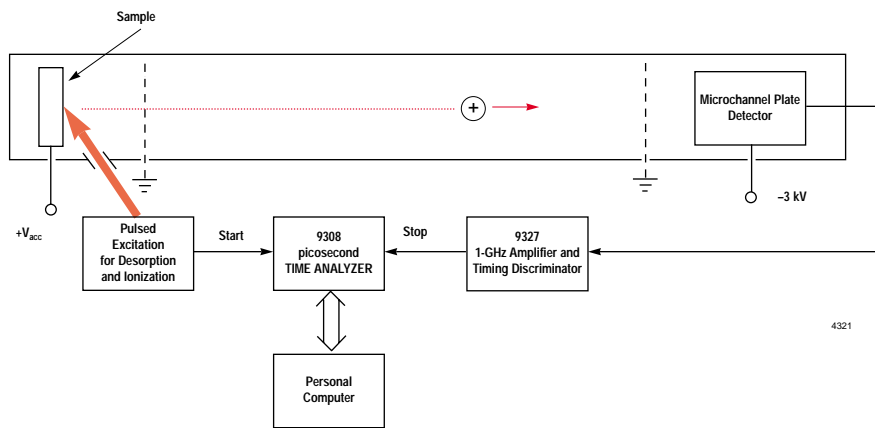 Sample
+
Microchannel Plate
Detector
–3 kV
+Vacc
Pulsed
Excitation
for Desorption
and Ionization
Start
9308
picosecond
TIME ANALYZER
Stop
9327
1-GHz Amplifier and
Timing Discriminator
4321
Personal
Computer